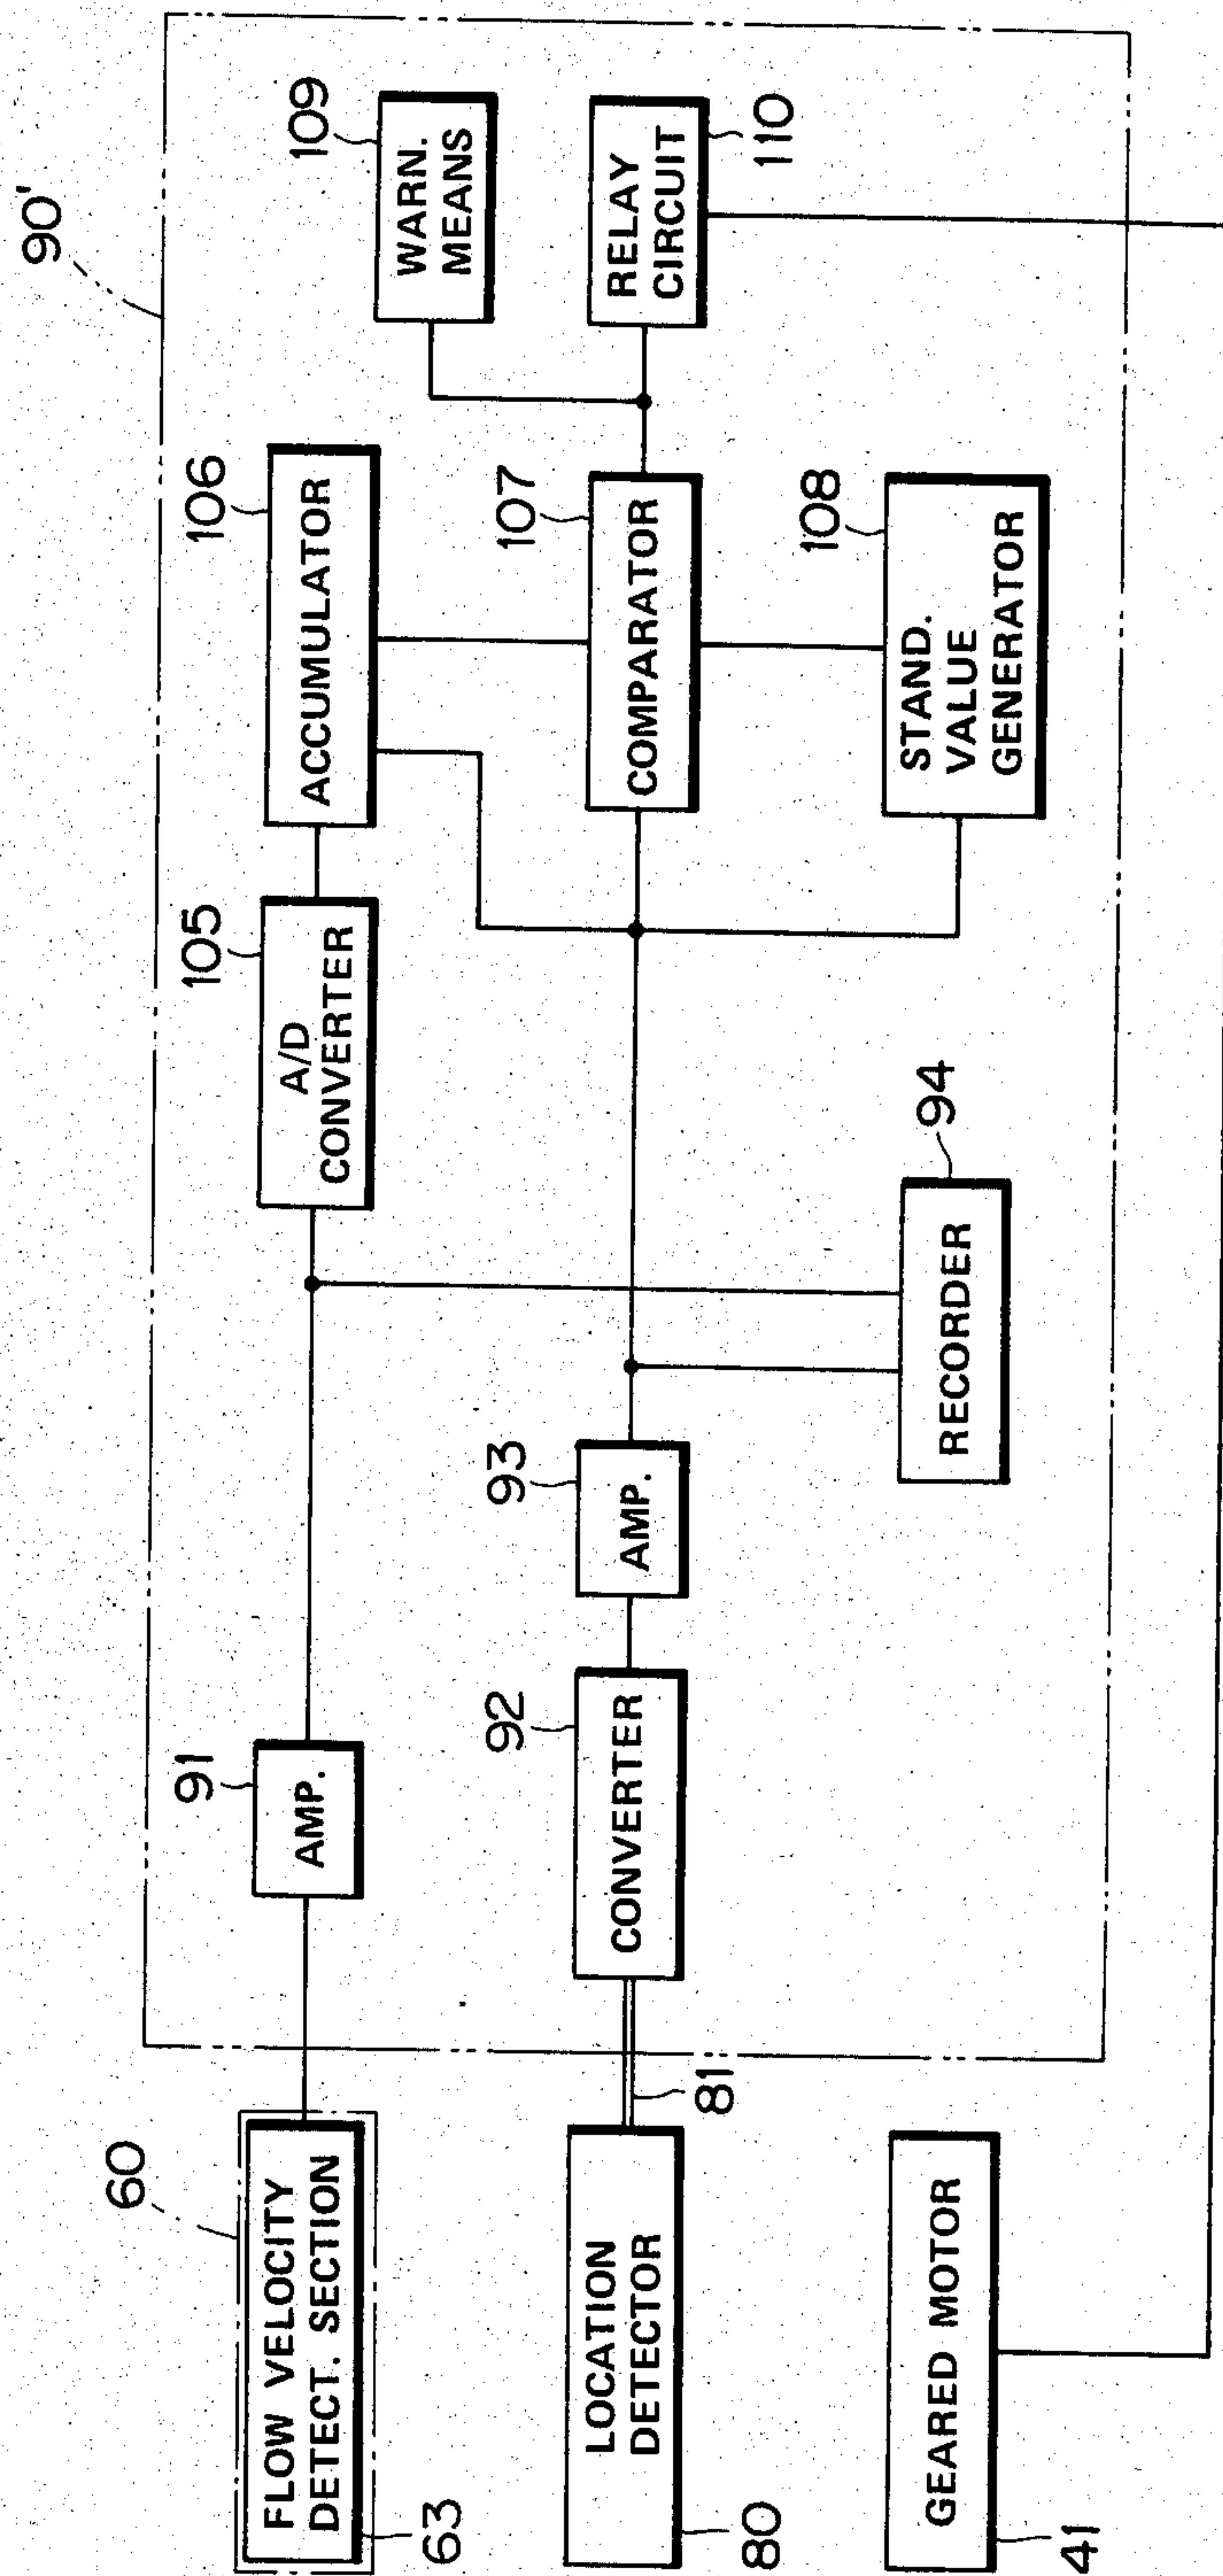 90'
60
FLOW VELOCITY
DETECT. SECTION
63
91
AMP.
105
A/D
CONVERTER
106
ACCUMULATOR
109
WARN.
MEANS
LOCATION
DETECTOR
80
81
92
CONVERTER
93
AMP.
107
COMPARATOR
RELAY
CIRCUIT
110
GEARED MOTOR
41
RECORDER
94
108
STAND.
VALUE
GENERATOR